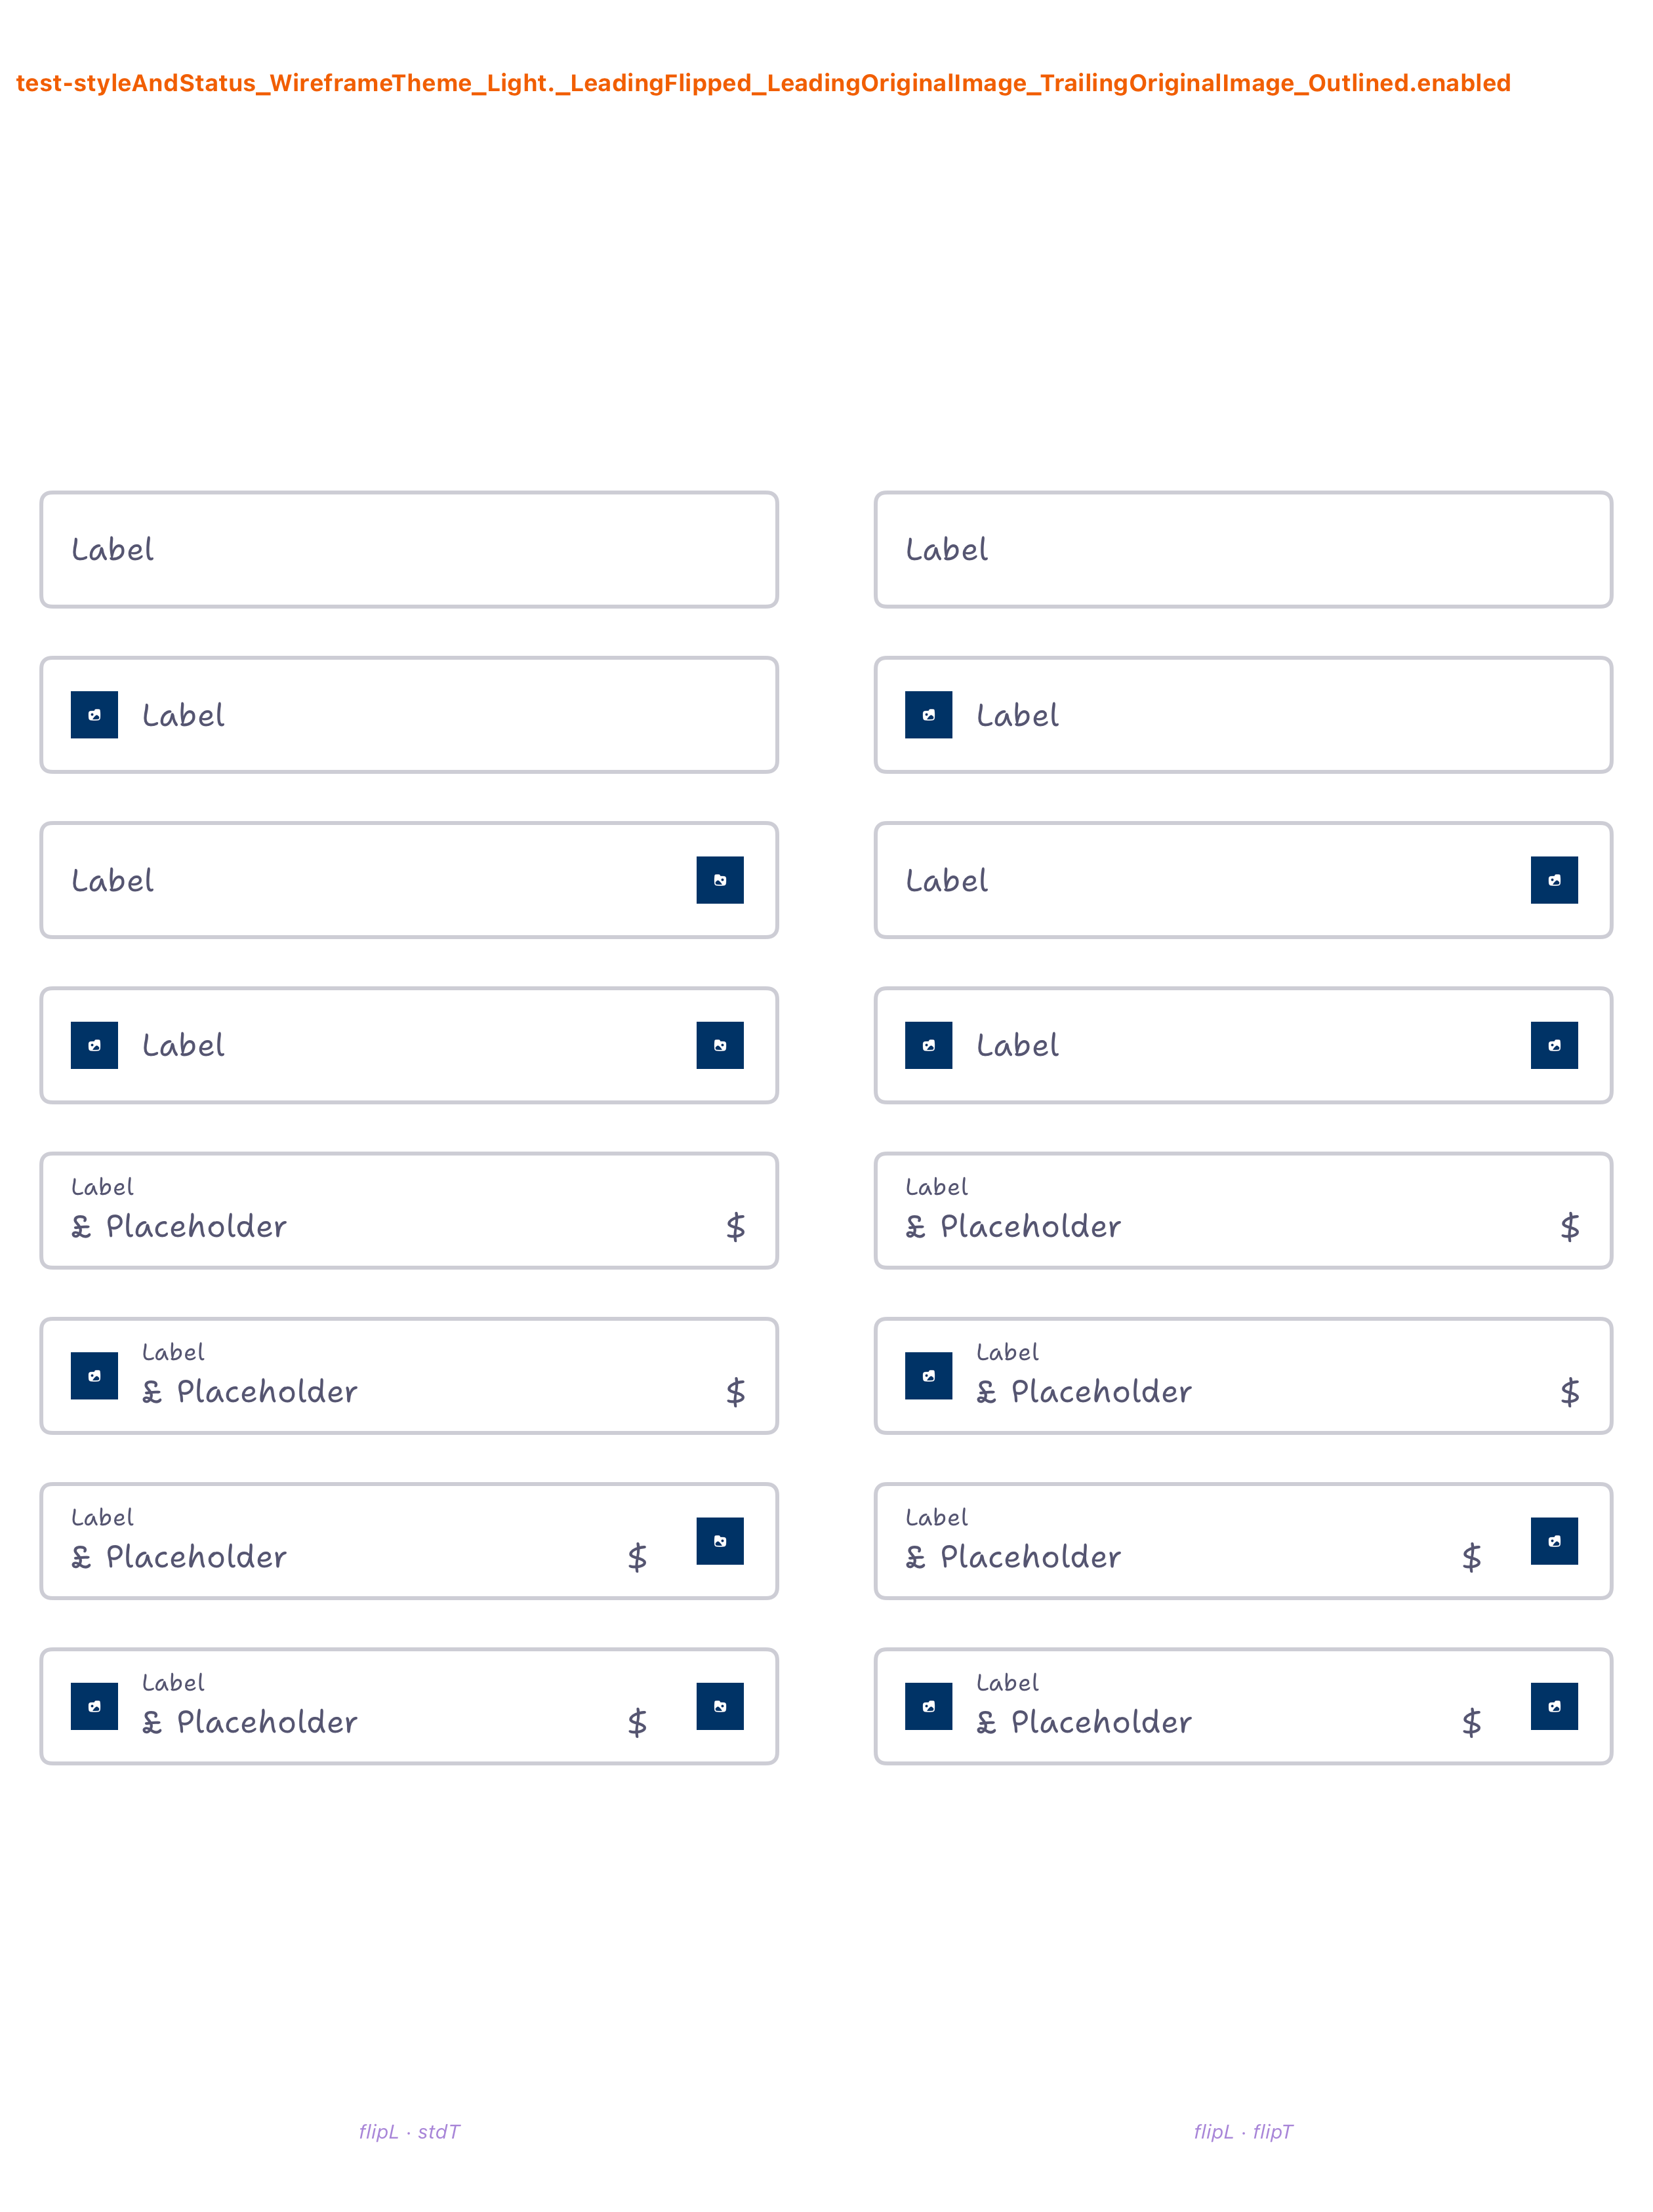 test-styleAndStatus_WireframeTheme_Light._LeadingFlipped_LeadingOriginalImage_TrailingOriginalImage_Outlined.enabled
Label
Label
Label
Label
Label
Label
Label
Label
Label
£ Placeholder $
Label
£ Placeholder $
Label
£ Placeholder $
Label
£ Placeholder $
Label
£ Placeholder $
Label
£ Placeholder $
Label
£ Placeholder $
Label
£ Placeholder $
flipL · stdT
flipL · flipT